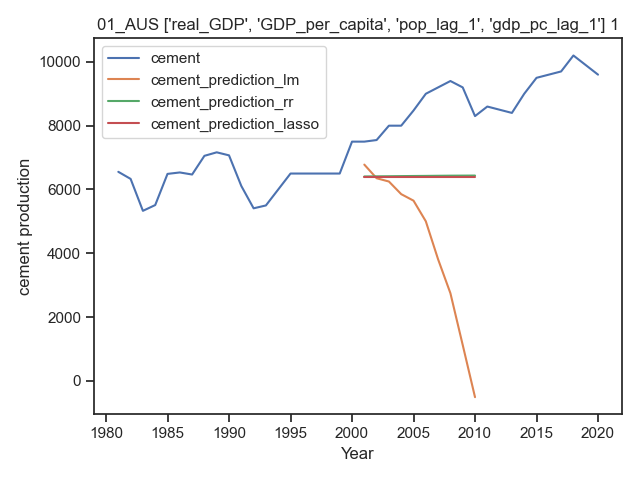 01_AUS ['real_GDP', 'GDP_per_capita', 'pop_lag_1', 'gdp_pc_lag_1'] 1
cement
cement_prediction_lm
cement_prediction_rr
cement_prediction_lasso
cement production
10000
8000
6000
4000
2000
0
1980 1985 1990 1995 2000 2005 2010 2015 2020
Year